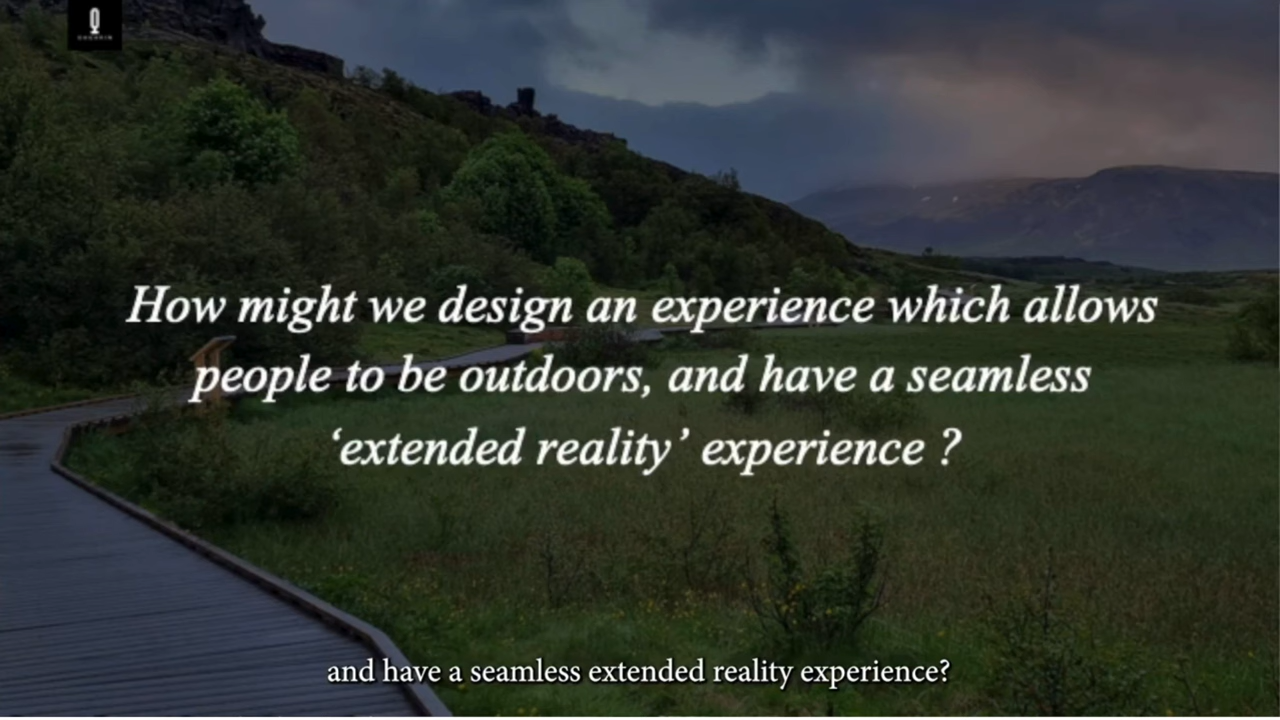 How might we design an experience which allows
people to be outdoors, and have a seamless
‘extended reality’ experience ?
and have a seamless extended reality experience?